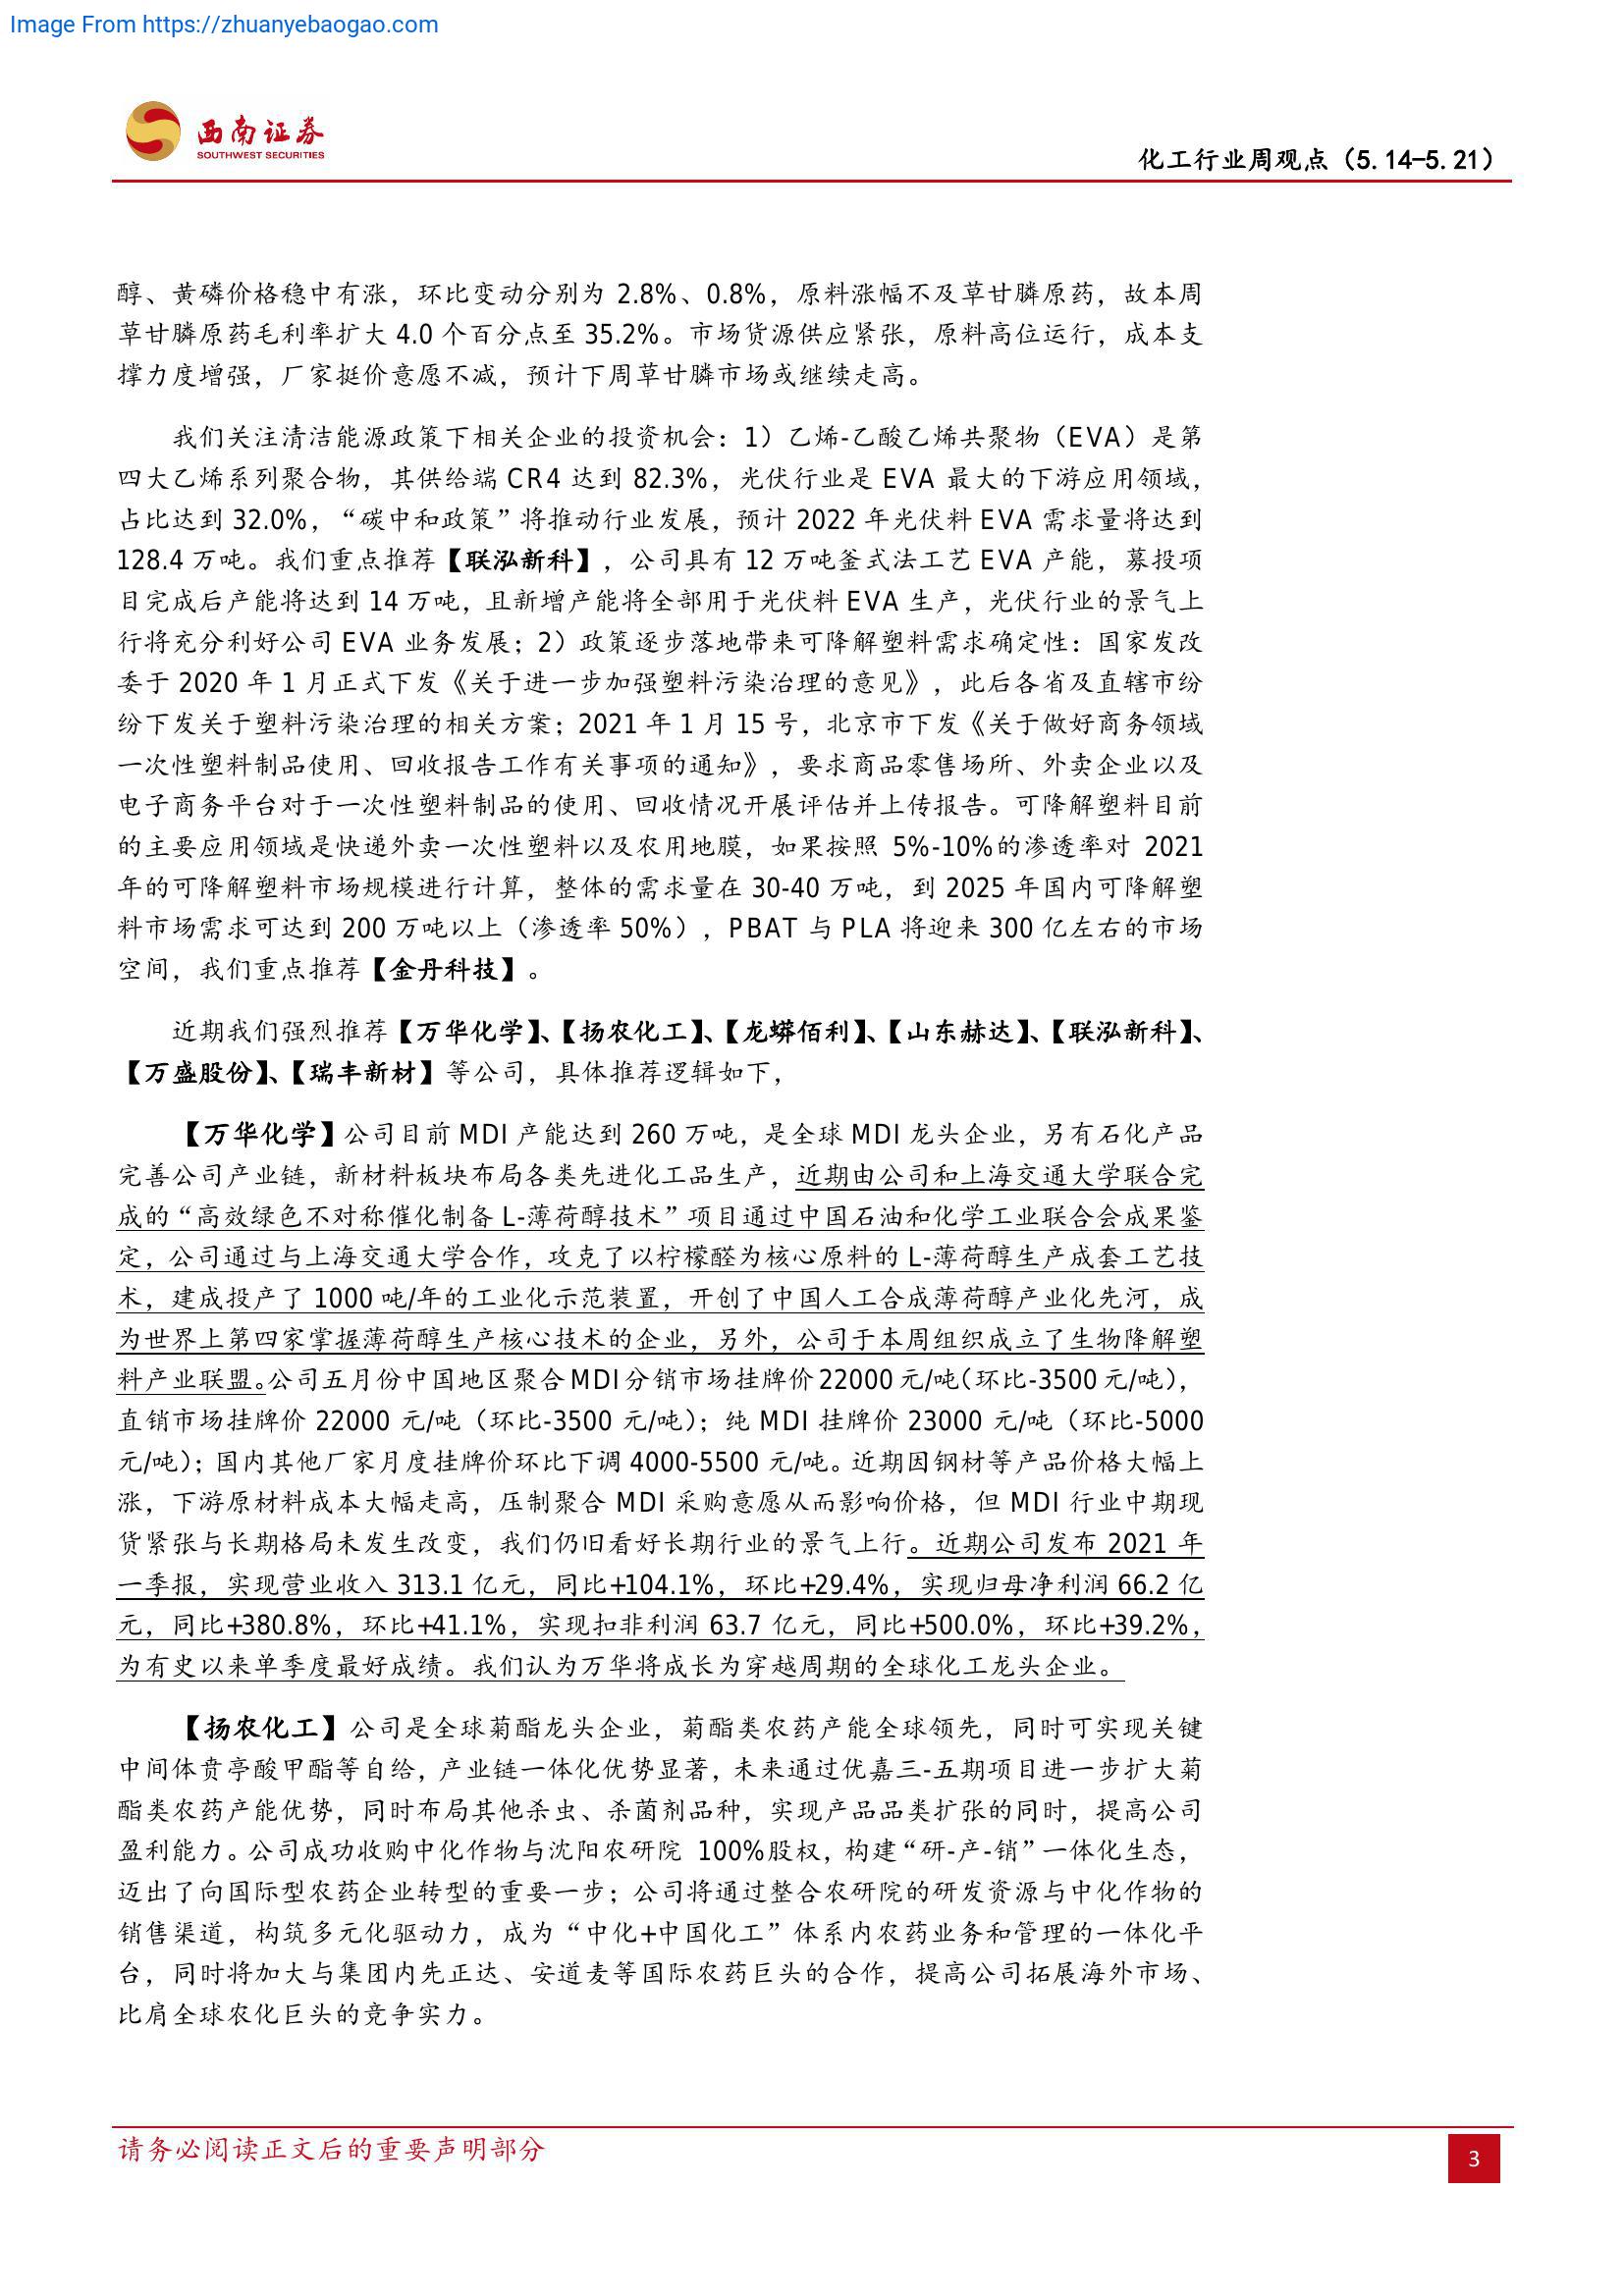 Image From https://zhuanyebaogao.com
西南证券
SOUTHWEST SECURITIES
化工行业周观点（5.14-5.21）
醇、黄磷价格稳中有涨，环比变动分别为 2.8%、0.8%，原料涨幅不及草甘膦原药，故本周
草甘膦原药毛利率扩大 4.0 个百分点至 35.2%。市场货源供应紧张，原料高位运行，成本支
撑力度增强，厂家挺价意愿不减，预计下周草甘膦市场或继续走高。
我们关注清洁能源政策下相关企业的投资机会：1）乙烯-乙酸乙烯共聚物（EVA）是第
四大乙烯系列聚合物，其供给端 CR4 达到 82.3%，光伏行业是 EVA 最大的下游应用领域，
占比达到 32.0%，“碳中和政策”将推动行业发展，预计 2022 年光伏料 EVA 需求量将达到
128.4 万吨。我们重点推荐【联泓新科】，公司具有 12 万吨釜式法工艺 EVA 产能，募投项
目完成后产能将达到 14 万吨，且新增产能将全部用于光伏料 EVA 生产，光伏行业的景气上
行将充分利好公司 EVA 业务发展；2）政策逐步落地带来可降解塑料需求确定性：国家发改
委于 2020 年 1 月正式下发《关于进一步加强塑料污染治理的意见》，此后各省及直辖市纷
纷下发关于塑料污染治理的相关方案；2021 年 1 月 15 号，北京市下发《关于做好商务领域
一次性塑料制品使用、回收报告工作有关事项的通知》，要求商品零售场所、外卖企业以及
电子商务平台对于一次性塑料制品的使用、回收情况开展评估并上传报告。可降解塑料目前
的主要应用领域是快递外卖一次性塑料以及农用地膜，如果按照 5%-10%的渗透率对 2021
年的可降解塑料市场规模进行计算，整体的需求量在 30-40 万吨，到 2025 年国内可降解塑
料市场需求可达到 200 万吨以上（渗透率 50%），PBAT 与 PLA 将迎来 300 亿左右的市场
空间，我们重点推荐【金丹科技】。
近期我们强烈推荐【万华化学】、【扬农化工】、【龙蟒佰利】、【山东赫达】、【联泓新科】、
【万盛股份】、【瑞丰新材】等公司，具体推荐逻辑如下，
【万华化学】公司目前 MDI 产能达到 260 万吨，是全球 MDI 龙头企业，另有石化产品
完善公司产业链，新材料板块布局各类先进化工品生产，近期由公司和上海交通大学联合完
成的“高效绿色不对称催化制备 L-薄荷醇技术”项目通过中国石油和化学工业联合会成果鉴
定，公司通过与上海交通大学合作，攻克了以柠檬醛为核心原料的 L-薄荷醇生产成套工艺技
术，建成投产了 1000 吨/年的工业化示范装置，开创了中国人工合成薄荷醇产业化先河，成
为世界上第四家掌握薄荷醇生产核心技术的企业，另外，公司于本周组织成立了生物降解塑
料产业联盟。公司五月份中国地区聚合MDI分销市场挂牌价22000元/吨（环比-3500元/吨），
直销市场挂牌价 22000 元/吨（环比-3500 元/吨）；纯 MDI 挂牌价 23000 元/吨（环比-5000
元/吨）；国内其他厂家月度挂牌价环比下调 4000-5500 元/吨。近期因钢材等产品价格大幅上
涨，下游原材料成本大幅走高，压制聚合 MDI 采购意愿从而影响价格，但 MDI 行业中期现
货紧张与长期格局未发生改变，我们仍旧看好长期行业的景气上行。近期公司发布 2021 年
一季报，实现营业收入 313.1 亿元，同比+104.1%，环比+29.4%，实现归母净利润 66.2 亿
元，同比+380.8%，环比+41.1%，实现扣非利润 63.7 亿元，同比+500.0%，环比+39.2%，
为有史以来单季度最好成绩。我们认为万华将成长为穿越周期的全球化工龙头企业。
【扬农化工】公司是全球菊酯龙头企业，菊酯类农药产能全球领先，同时可实现关键
中间体贲亭酸甲酯等自给，产业链一体化优势显著，未来通过优嘉三-五期项目进一步扩大菊
酯类农药产能优势，同时布局其他杀虫、杀菌剂品种，实现产品品类扩张的同时，提高公司
盈利能力。公司成功收购中化作物与沈阳农研院 100%股权，构建“研-产-销”一体化生态，
迈出了向国际型农药企业转型的重要一步；公司将通过整合农研院的研发资源与中化作物的
销售渠道，构筑多元化驱动力，成为“中化+中国化工”体系内农药业务和管理的一体化平
台，同时将加大与集团内先正达、安道麦等国际农药巨头的合作，提高公司拓展海外市场、
比肩全球农化巨头的竞争实力。
请务必阅读正文后的重要声明部分
3